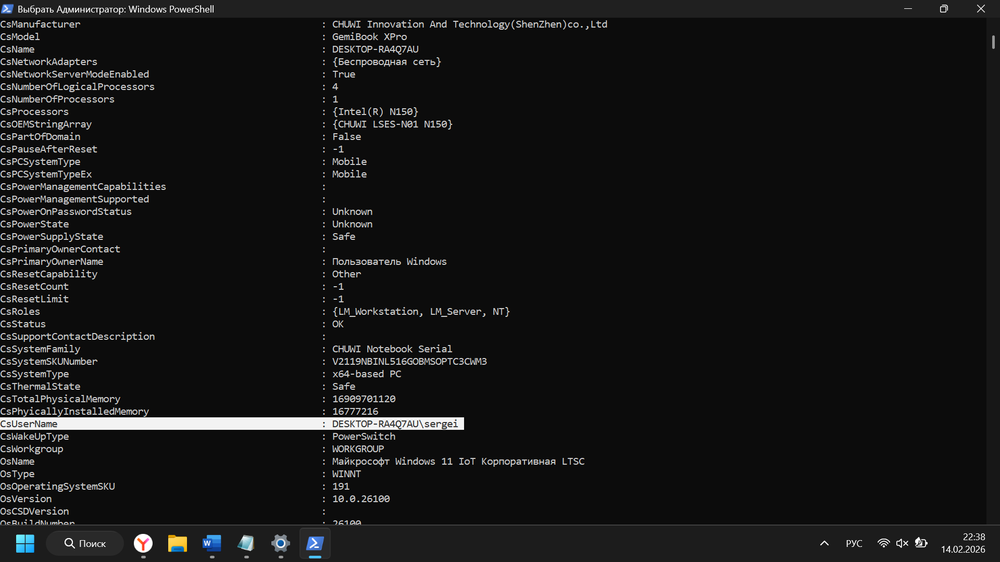 Выбрать Администратор: Windows PowerShell
CsManufacturer : CHUWI Innovation And Technology(ShenZhen)co.,Ltd
CsModel : GemiBook XPro
CsName : DESKTOP-RA4Q7AU
CsNetworkAdapters : {Беспроводная сеть}
CsNetworkServerModeEnabled : True
CsNumberOfLogicalProcessors : 4
CsNumberOfProcessors : 1
CsProcessors : {Intel(R) N150}
CsOEMStringArray : {CHUWI LSES-N01 N150}
CsPartOfDomain : False
CsPauseAfterReset : -1
CsPCSystemType : Mobile
CsPCSystemTypeEx : Mobile
CsPowerManagementCapabilities :
CsPowerManagementSupported :
CsPowerOnPasswordStatus : Unknown
CsPowerState : Unknown
CsPowerSupplyState : Safe
CsPrimaryOwnerContact :
CsPrimaryOwnerName : Пользователь Windows
CsResetCapability : Other
CsResetCount : -1
CsResetLimit : -1
CsRoles : {LM_Workstation, LM_Server, NT}
CsStatus : OK
CsSupportContactDescription :
CsSystemFamily : CHUWI Notebook Serial
CsSystemSKUNumber : V2119NBINL516GOBMSOPTC3CWM3
CsSystemType : x64-based PC
CsThermalState : Safe
CsTotalPhysicalMemory : 16909701120
CsPhyicallyInstalledMemory : 16777216
CsUserName : DESKTOP-RA4Q7AU\sergei
CsWakeUpType : PowerSwitch
CsWorkgroup : WORKGROUP
OsName : Майкрософт Windows 11 IoT Корпоративная LTSC
OsType : WINNT
OsOperatingSystemSKU : 191
OsVersion : 10.0.26100
OsCSDVersion :
OsBuildNumber : 26100
Поиск
РУС
22:38
14.02.2026